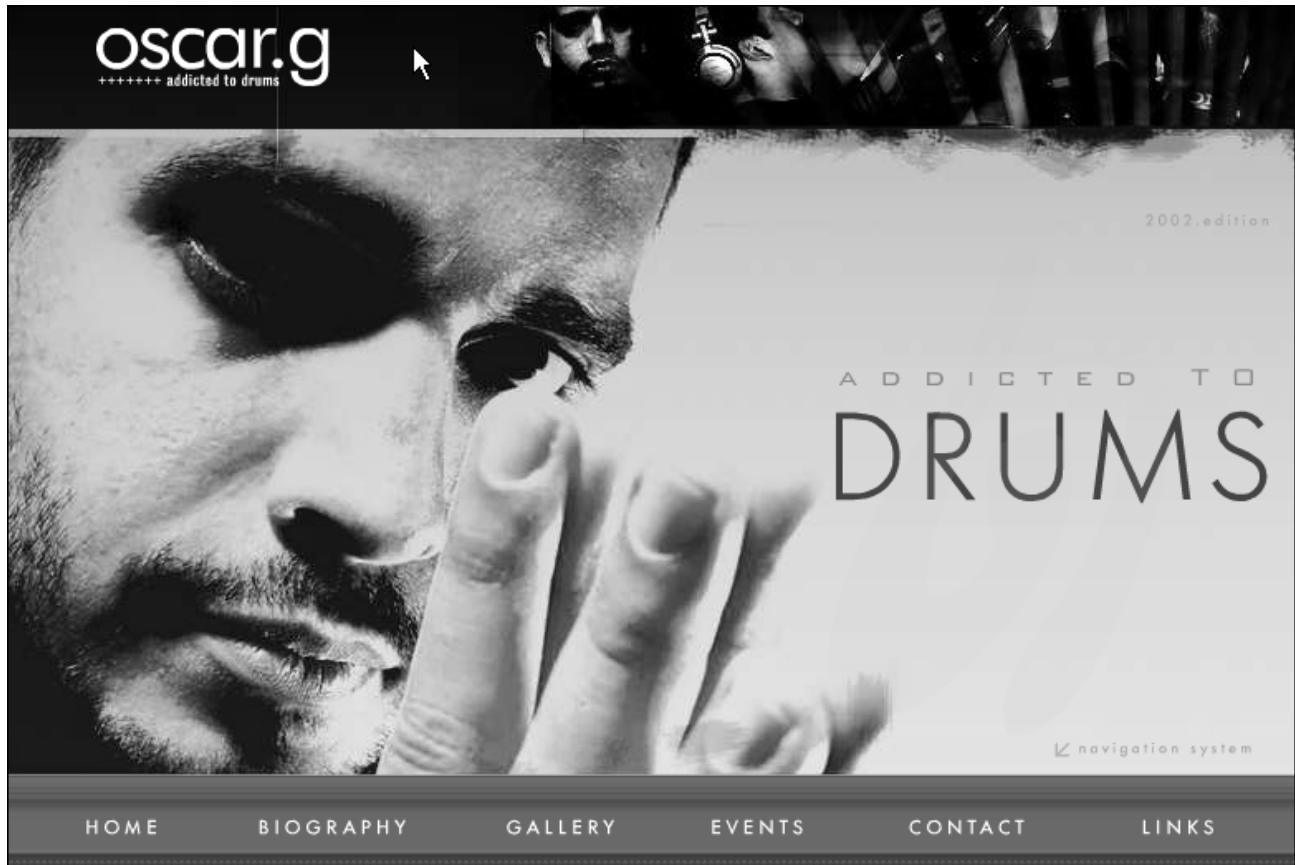 oscar.g
+++++++ addicted to drums
2002.edition
ADDICTED TO
DRUMS
navigation system
HOME BIOGRAPHY GALLERY EVENTS CONTACT LINKS